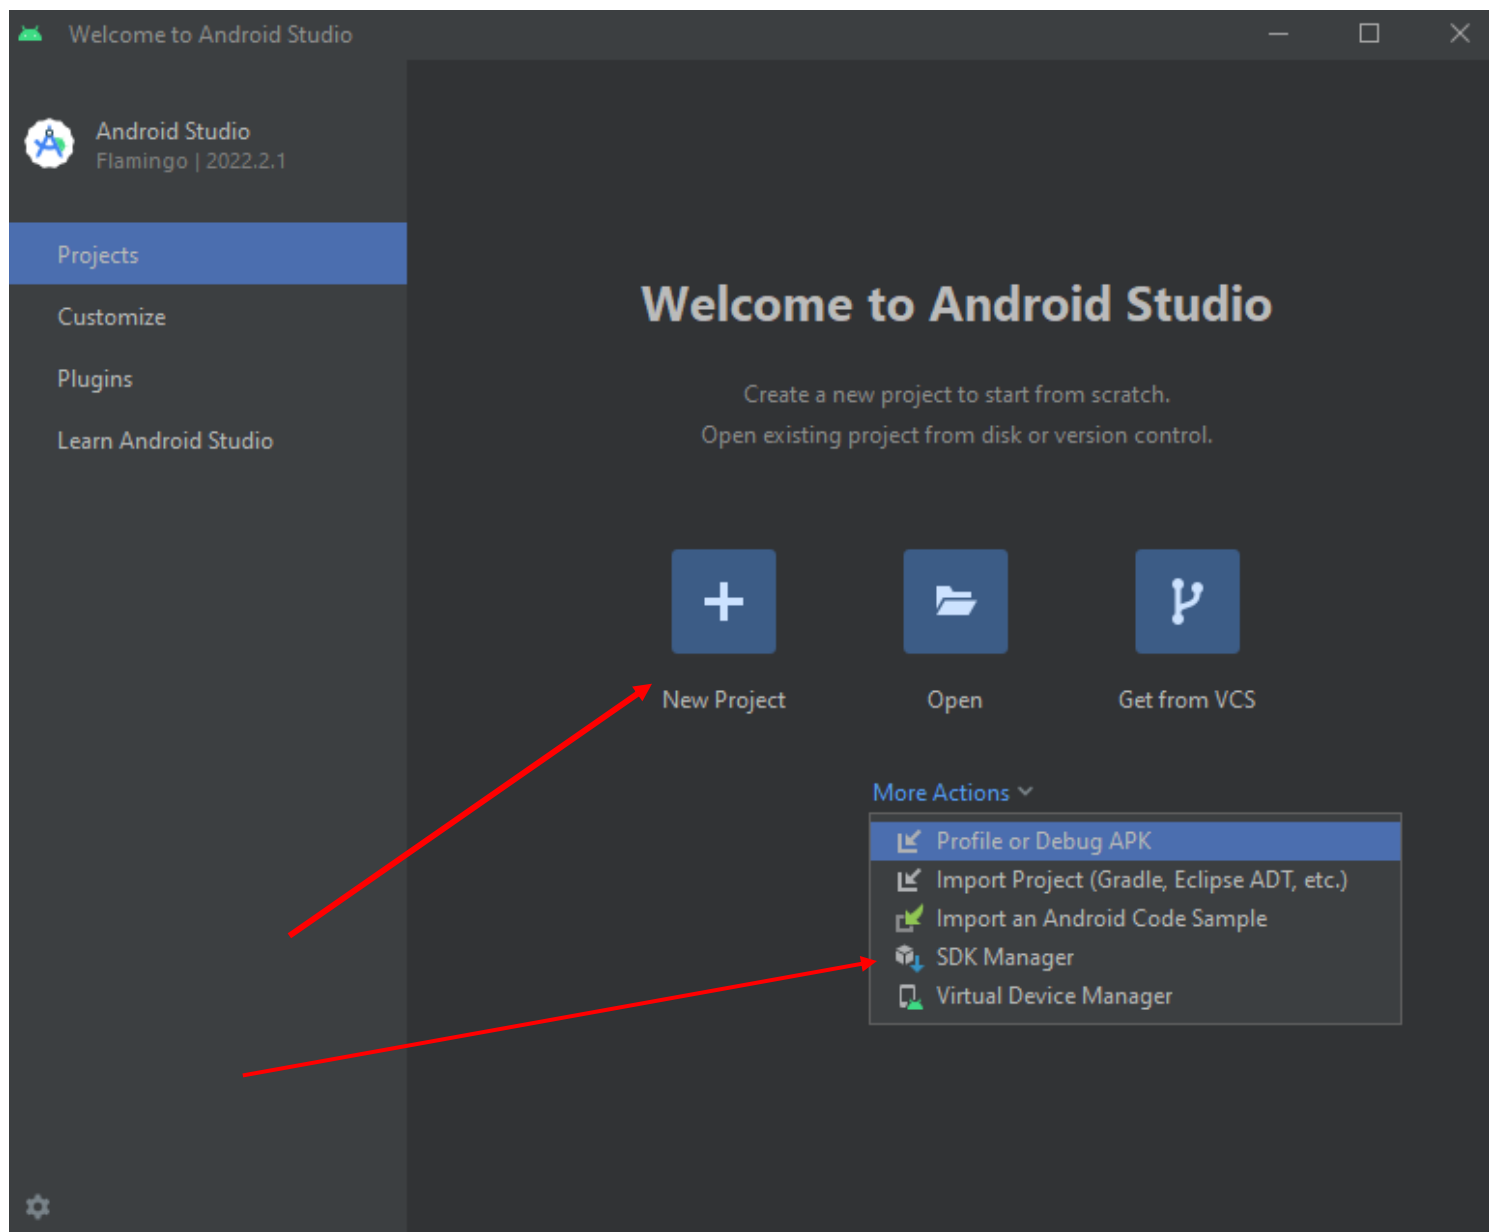 Welcome to Android Studio
Android Studio
Flamingo | 2022.2.1
Projects
Customize
Plugins
Learn Android Studio
Welcome to Android Studio
Create a new project to start from scratch.
Open existing project from disk or version control.
New Project
Open
Get from VCS
More Actions
Profile or Debug APK
Import Project (Gradle, Eclipse ADT, etc.)
Import an Android Code Sample
SDK Manager
Virtual Device Manager